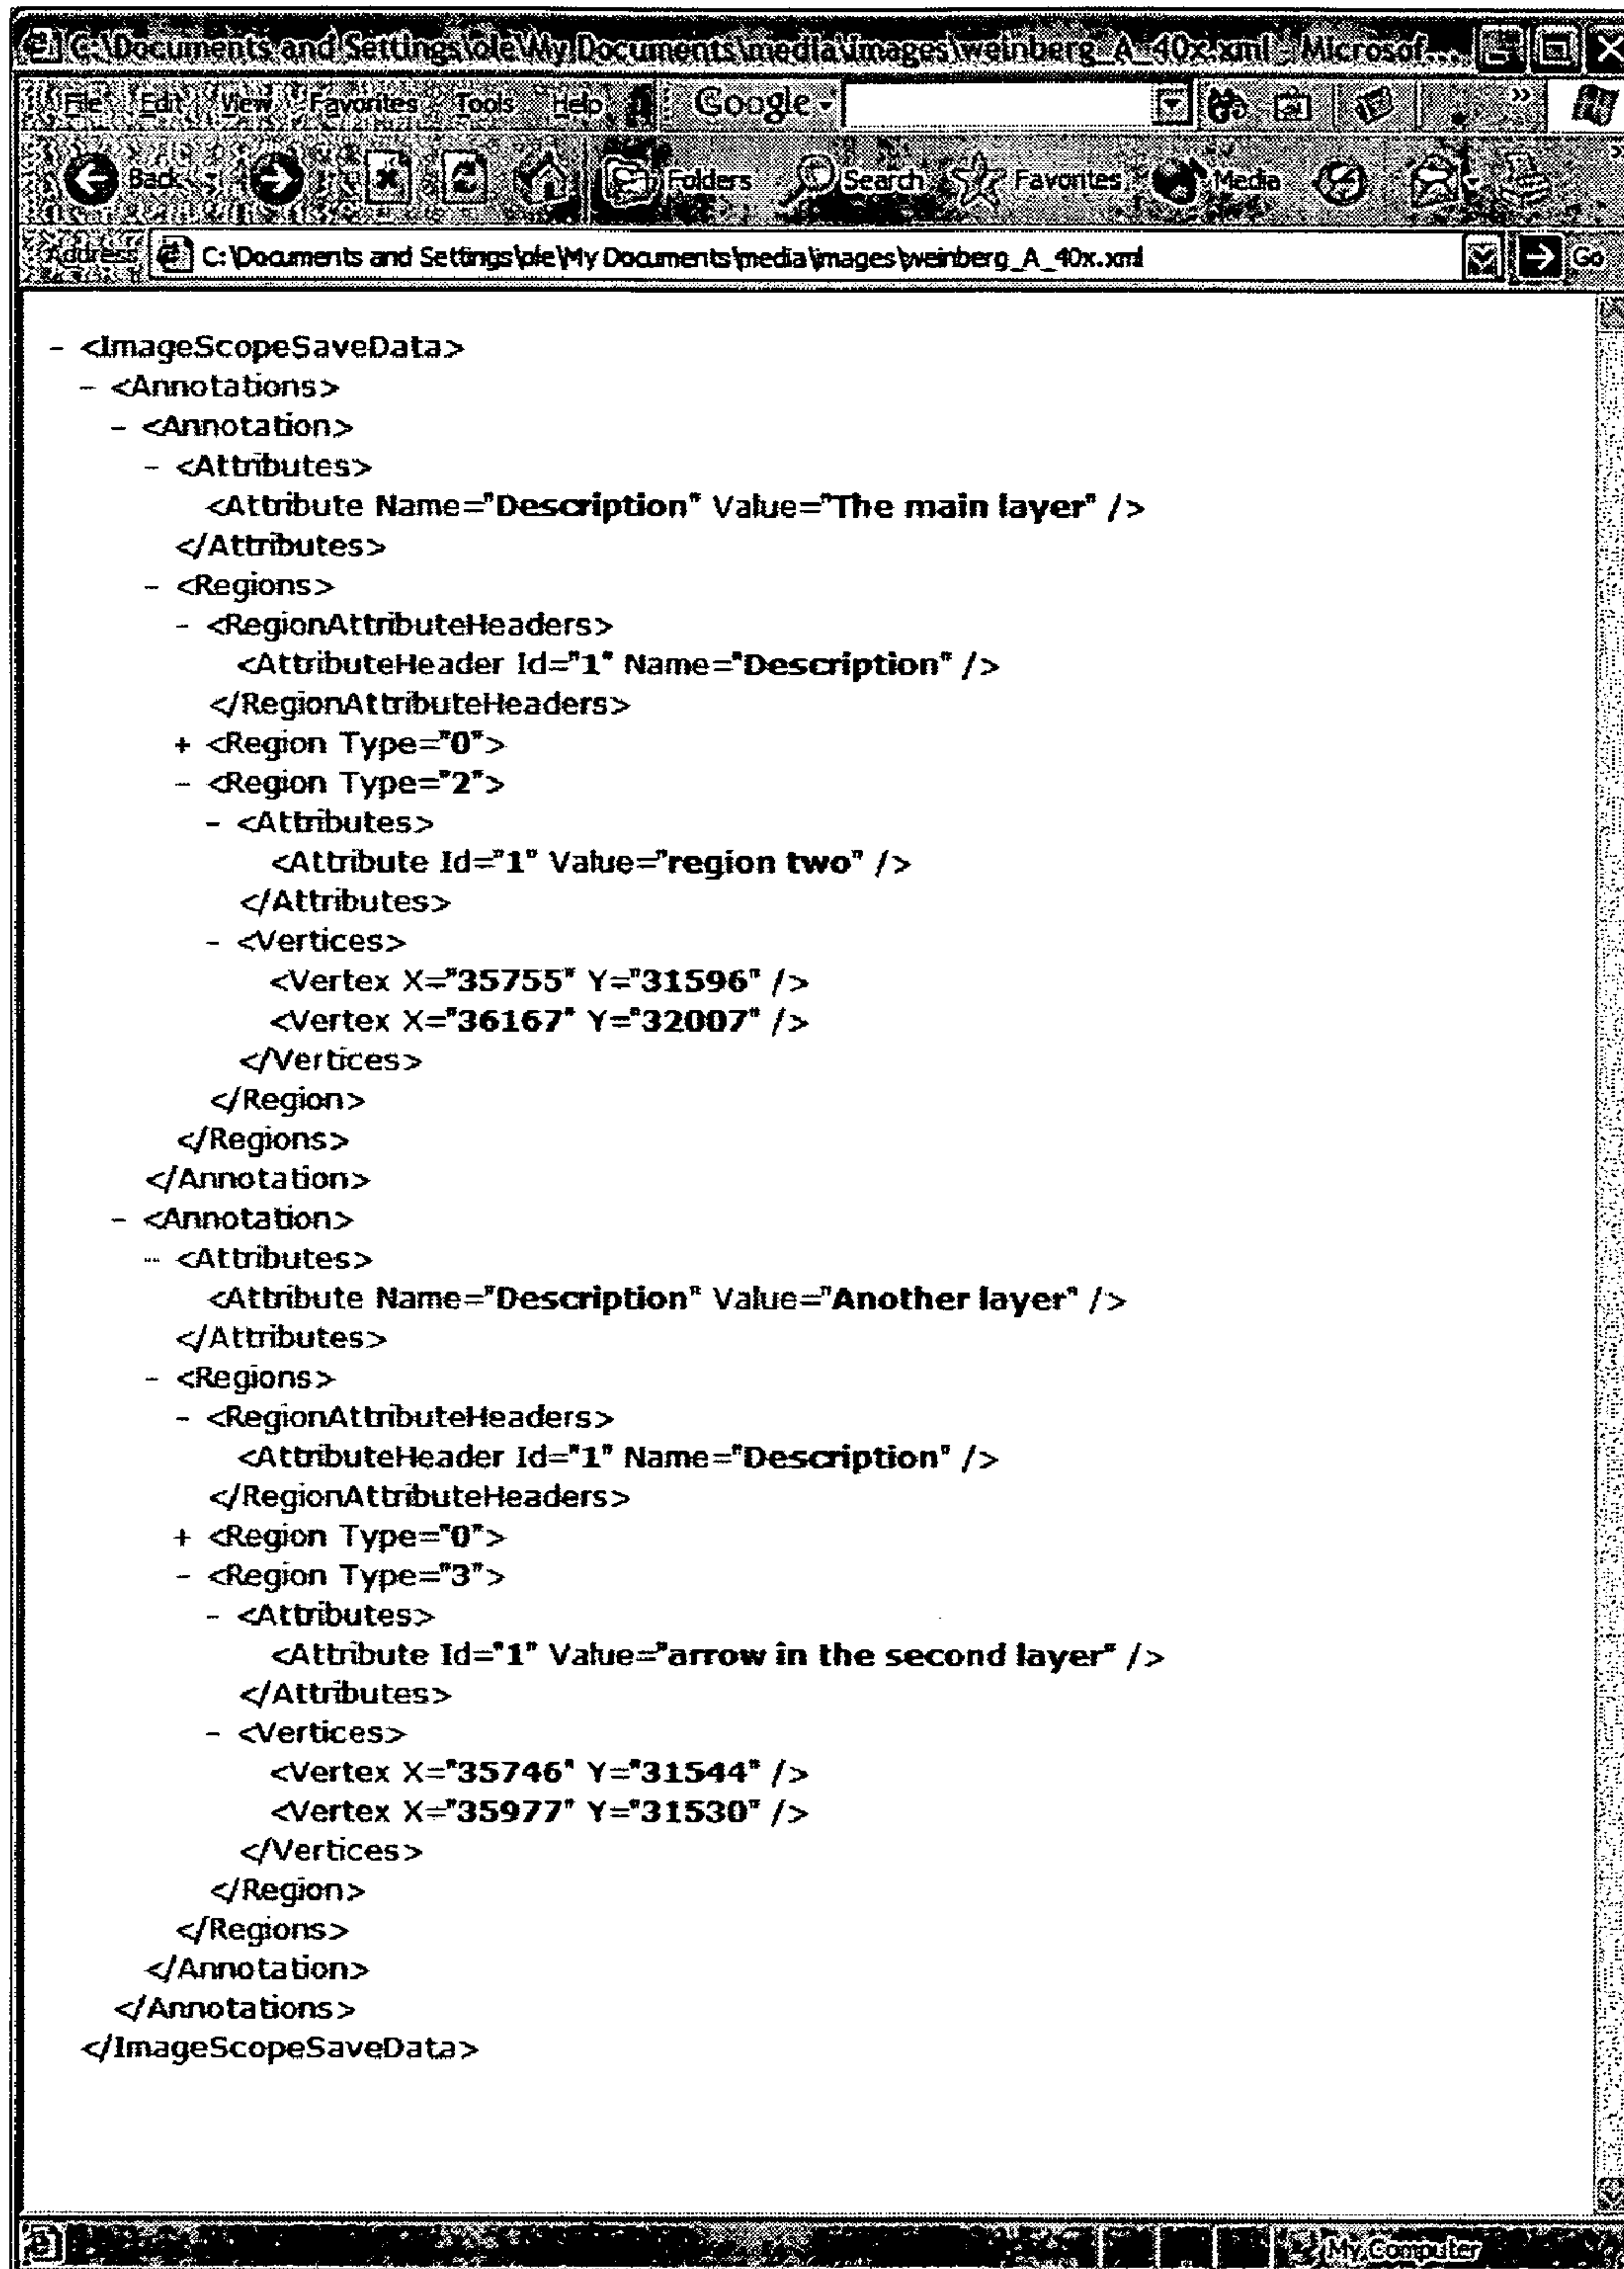 C:\Documents and Settings\ole\My Documents\media\images\weinberg_A_40x.xml - Microsof...
File Edit View Favorites Tools Help Google »
Back Folders Search Favorites Media »
Address C:\Documents and Settings\ole\My Documents\media\images\weinberg_A_40x.xml Go
- <ImageScopeSaveData>
- <Annotations>
- <Annotation>
- <Attributes>
<Attribute Name="Description" Value="The main layer" />
</Attributes>
- <Regions>
- <RegionAttributeHeaders>
<AttributeHeader Id="1" Name="Description" />
</RegionAttributeHeaders>
+ <Region Type="0">
- <Region Type="2">
- <Attributes>
<Attribute Id="1" Value="region two" />
</Attributes>
- <Vertices>
<Vertex X="35755" Y="31596" />
<Vertex X="36167" Y="32007" />
</Vertices>
</Region>
</Regions>
</Annotation>
- <Annotation>
- <Attributes>
<Attribute Name="Description" Value="Another layer" />
</Attributes>
- <Regions>
- <RegionAttributeHeaders>
<AttributeHeader Id="1" Name="Description" />
</RegionAttributeHeaders>
+ <Region Type="0">
- <Region Type="3">
- <Attributes>
<Attribute Id="1" Value="arrow in the second layer" />
</Attributes>
- <Vertices>
<Vertex X="35746" Y="31544" />
<Vertex X="35977" Y="31530" />
</Vertices>
</Region>
</Regions>
</Annotation>
</Annotations>
</ImageScopeSaveData>
My Computer